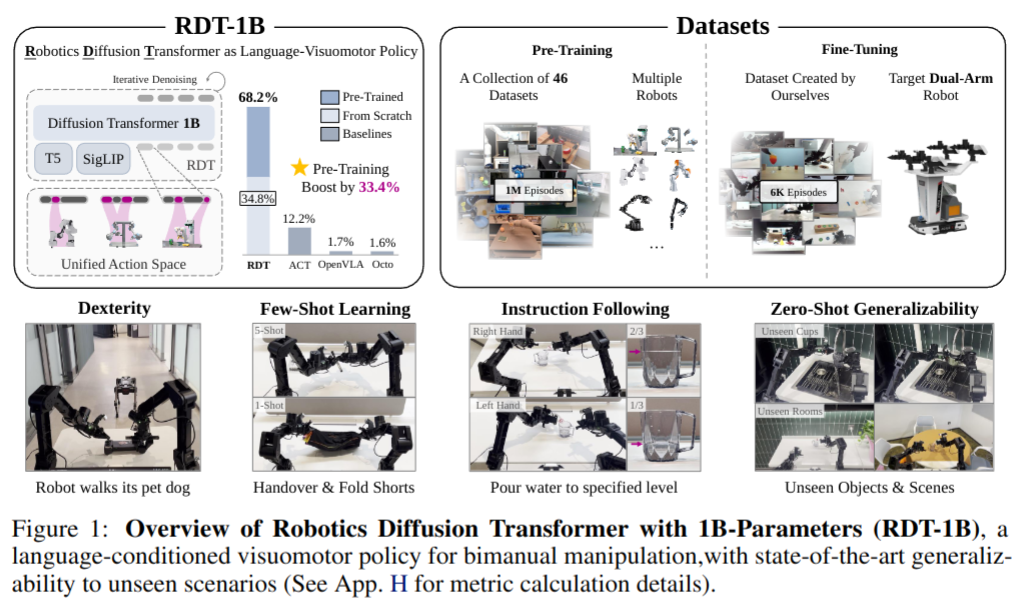 RDT-1B
Robotics Diffusion Transformer as Language-Visuomotor Policy
Iterative Denoising
Diffusion Transformer 1B
T5
SigLIP
RDT
Unified Action Space
68.2%
34.8%
12.2%
1.7%
1.6%
RDT
ACT
OpenVLA
Octo
Pre-Trained
From Scratch
Baselines
Pre-Training
Boost by 33.4%
Datasets
Pre-Training
A Collection of 46
Datasets
Multiple
Robots
1M Episodes
...
Fine-Tuning
Dataset Created by
Ourselves
Target Dual-Arm
Robot
6K Episodes
Dexterity
Robot walks its pet dog
Few-Shot Learning
5-Shot
1-Shot
Handover & Fold Shorts
Instruction Following
Right Hand
2/3
Left Hand
1/3
Pour water to specified level
Zero-Shot Generalizability
Unseen Cups
Unseen Rooms
Unseen Objects & Scenes
Figure 1: Overview of Robotics Diffusion Transformer with 1B-Parameters (RDT-1B), a
language-conditioned visuomotor policy for bimanual manipulation,with state-of-the-art generaliz-
ability to unseen scenarios (See App. H for metric calculation details).